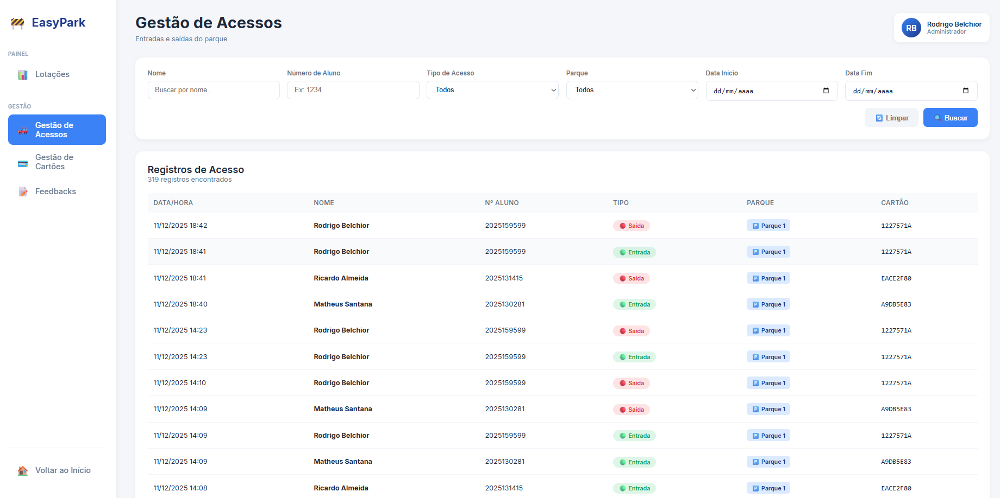 EasyPark
PAINEL
Lotações
GESTÃO
Gestão de
Acessos
Gestão de
Cartões
Feedbacks
Voltar ao Início
Gestão de Acessos
Entradas e saídas do parque
RB
Rodrigo Belchior
Administrador
Nome
Número de Aluno
Tipo de Acesso
Parque
Data Início
Data Fim
Buscar por nome...
Ex: 1234
Todos
Todos
dd/mm/aaaa
dd/mm/aaaa
Limpar
Buscar
Registros de Acesso
319 registros encontrados
DATA/HORA NOME Nº ALUNO TIPO PARQUE CARTÃO
11/12/2025 18:42 Rodrigo Belchior 2025159599 Saída P Parque 1 1227571A
11/12/2025 18:41 Rodrigo Belchior 2025159599 Entrada P Parque 1 1227571A
11/12/2025 18:41 Ricardo Almeida 2025131415 Saída P Parque 1 EACE2F80
11/12/2025 18:40 Matheus Santana 2025130281 Entrada P Parque 1 A9DB5E83
11/12/2025 14:23 Rodrigo Belchior 2025159599 Saída P Parque 1 1227571A
11/12/2025 14:23 Rodrigo Belchior 2025159599 Entrada P Parque 1 1227571A
11/12/2025 14:10 Rodrigo Belchior 2025159599 Saída P Parque 1 1227571A
11/12/2025 14:09 Matheus Santana 2025130281 Saída P Parque 1 A9DB5E83
11/12/2025 14:09 Rodrigo Belchior 2025159599 Entrada P Parque 1 1227571A
11/12/2025 14:09 Matheus Santana 2025130281 Entrada P Parque 1 A9DB5E83
11/12/2025 14:08 Ricardo Almeida 2025131415 Entrada P Parque 1 EACE2F80